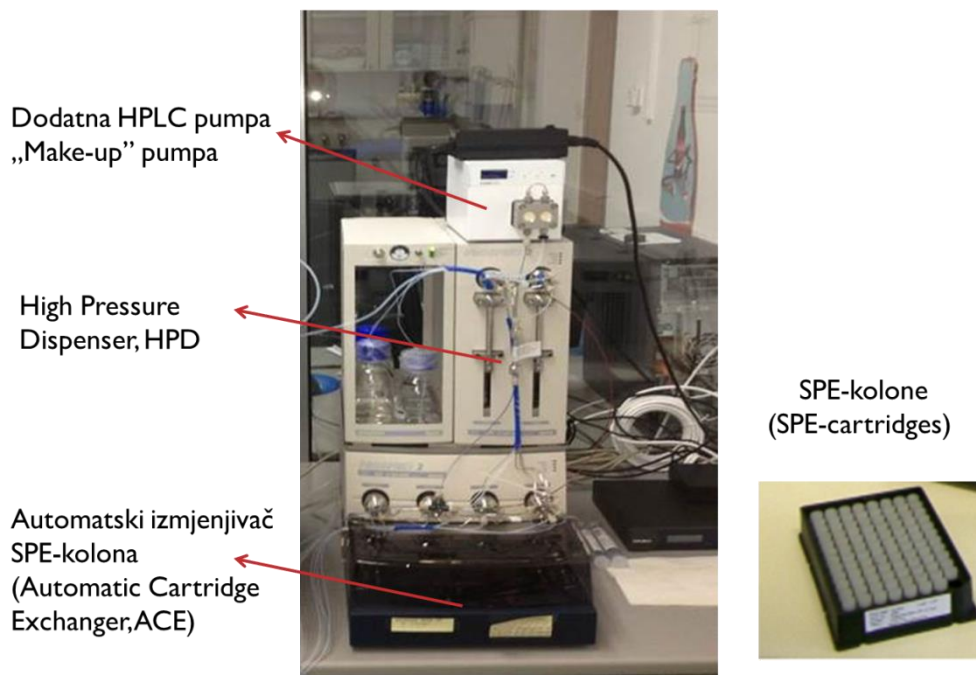 Dodatna HPLC pumpa
„Make-up” pumpa
High Pressure
Dispenser, HPD
Automatski izmjenjivač
SPE-kolona
(Automatic Cartridge
Exchanger, ACE)
SPE-kolone
(SPE-cartridges)